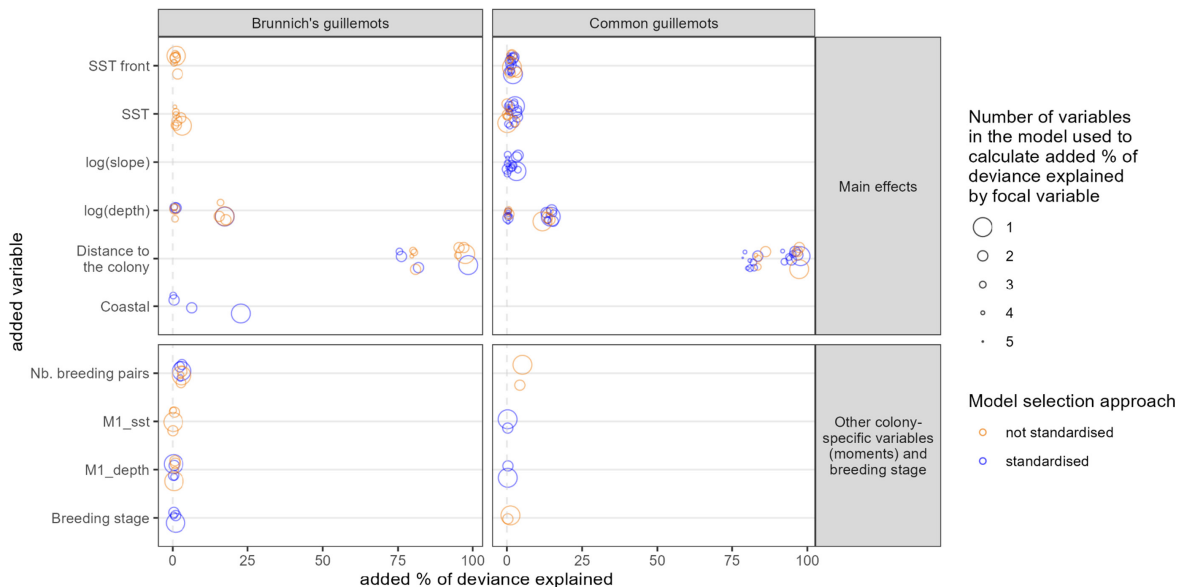 Brunnich's guillemots
Common guillemots
added variable
SST front
SST
log(slope)
log(depth)
Distance to
the colony
Coastal
Main effects
Nb. breeding pairs
M1_sst
M1_depth
Breeding stage
Other colony-
specific variables
(moments) and
breeding stage
0
25
50
75
100
0
25
50
75
100
added % of deviance explained
Number of variables
in the model used to
calculate added % of
deviance explained
by focal variable
1
2
3
4
5
Model selection approach
not standardised
standardised